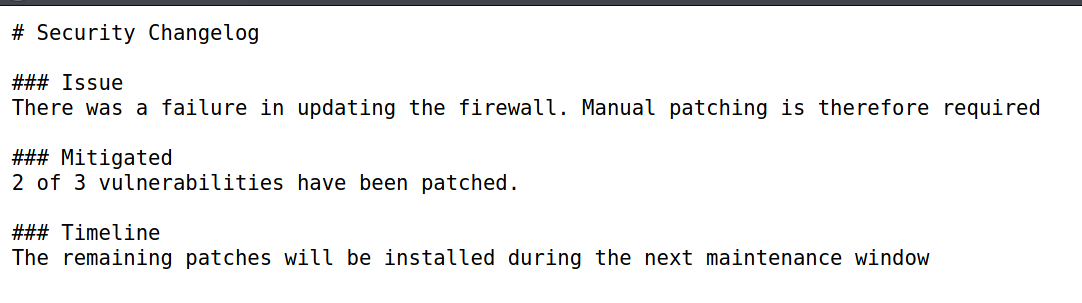 # Security Changelog
### Issue
There was a failure in updating the firewall. Manual patching is therefore required
### Mitigated
2 of 3 vulnerabilities have been patched.
### Timeline
The remaining patches will be installed during the next maintenance window